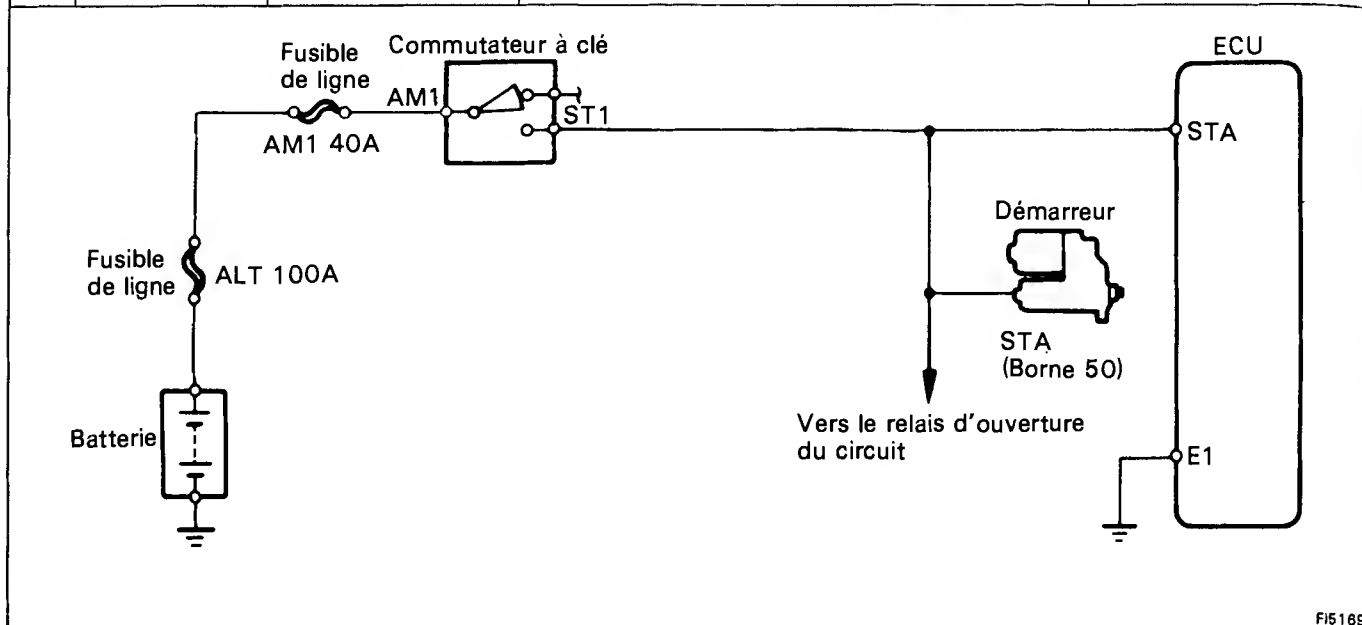 Fusible
de ligne
Commutateur à clé
ECU
AM1
ST1
AM1 40A
STA
Démarreur
Fusible
de ligne
ALT 100A
STA
(Borne 50)
Batterie
Vers le relais d'ouverture
du circuit
E1
FI5169